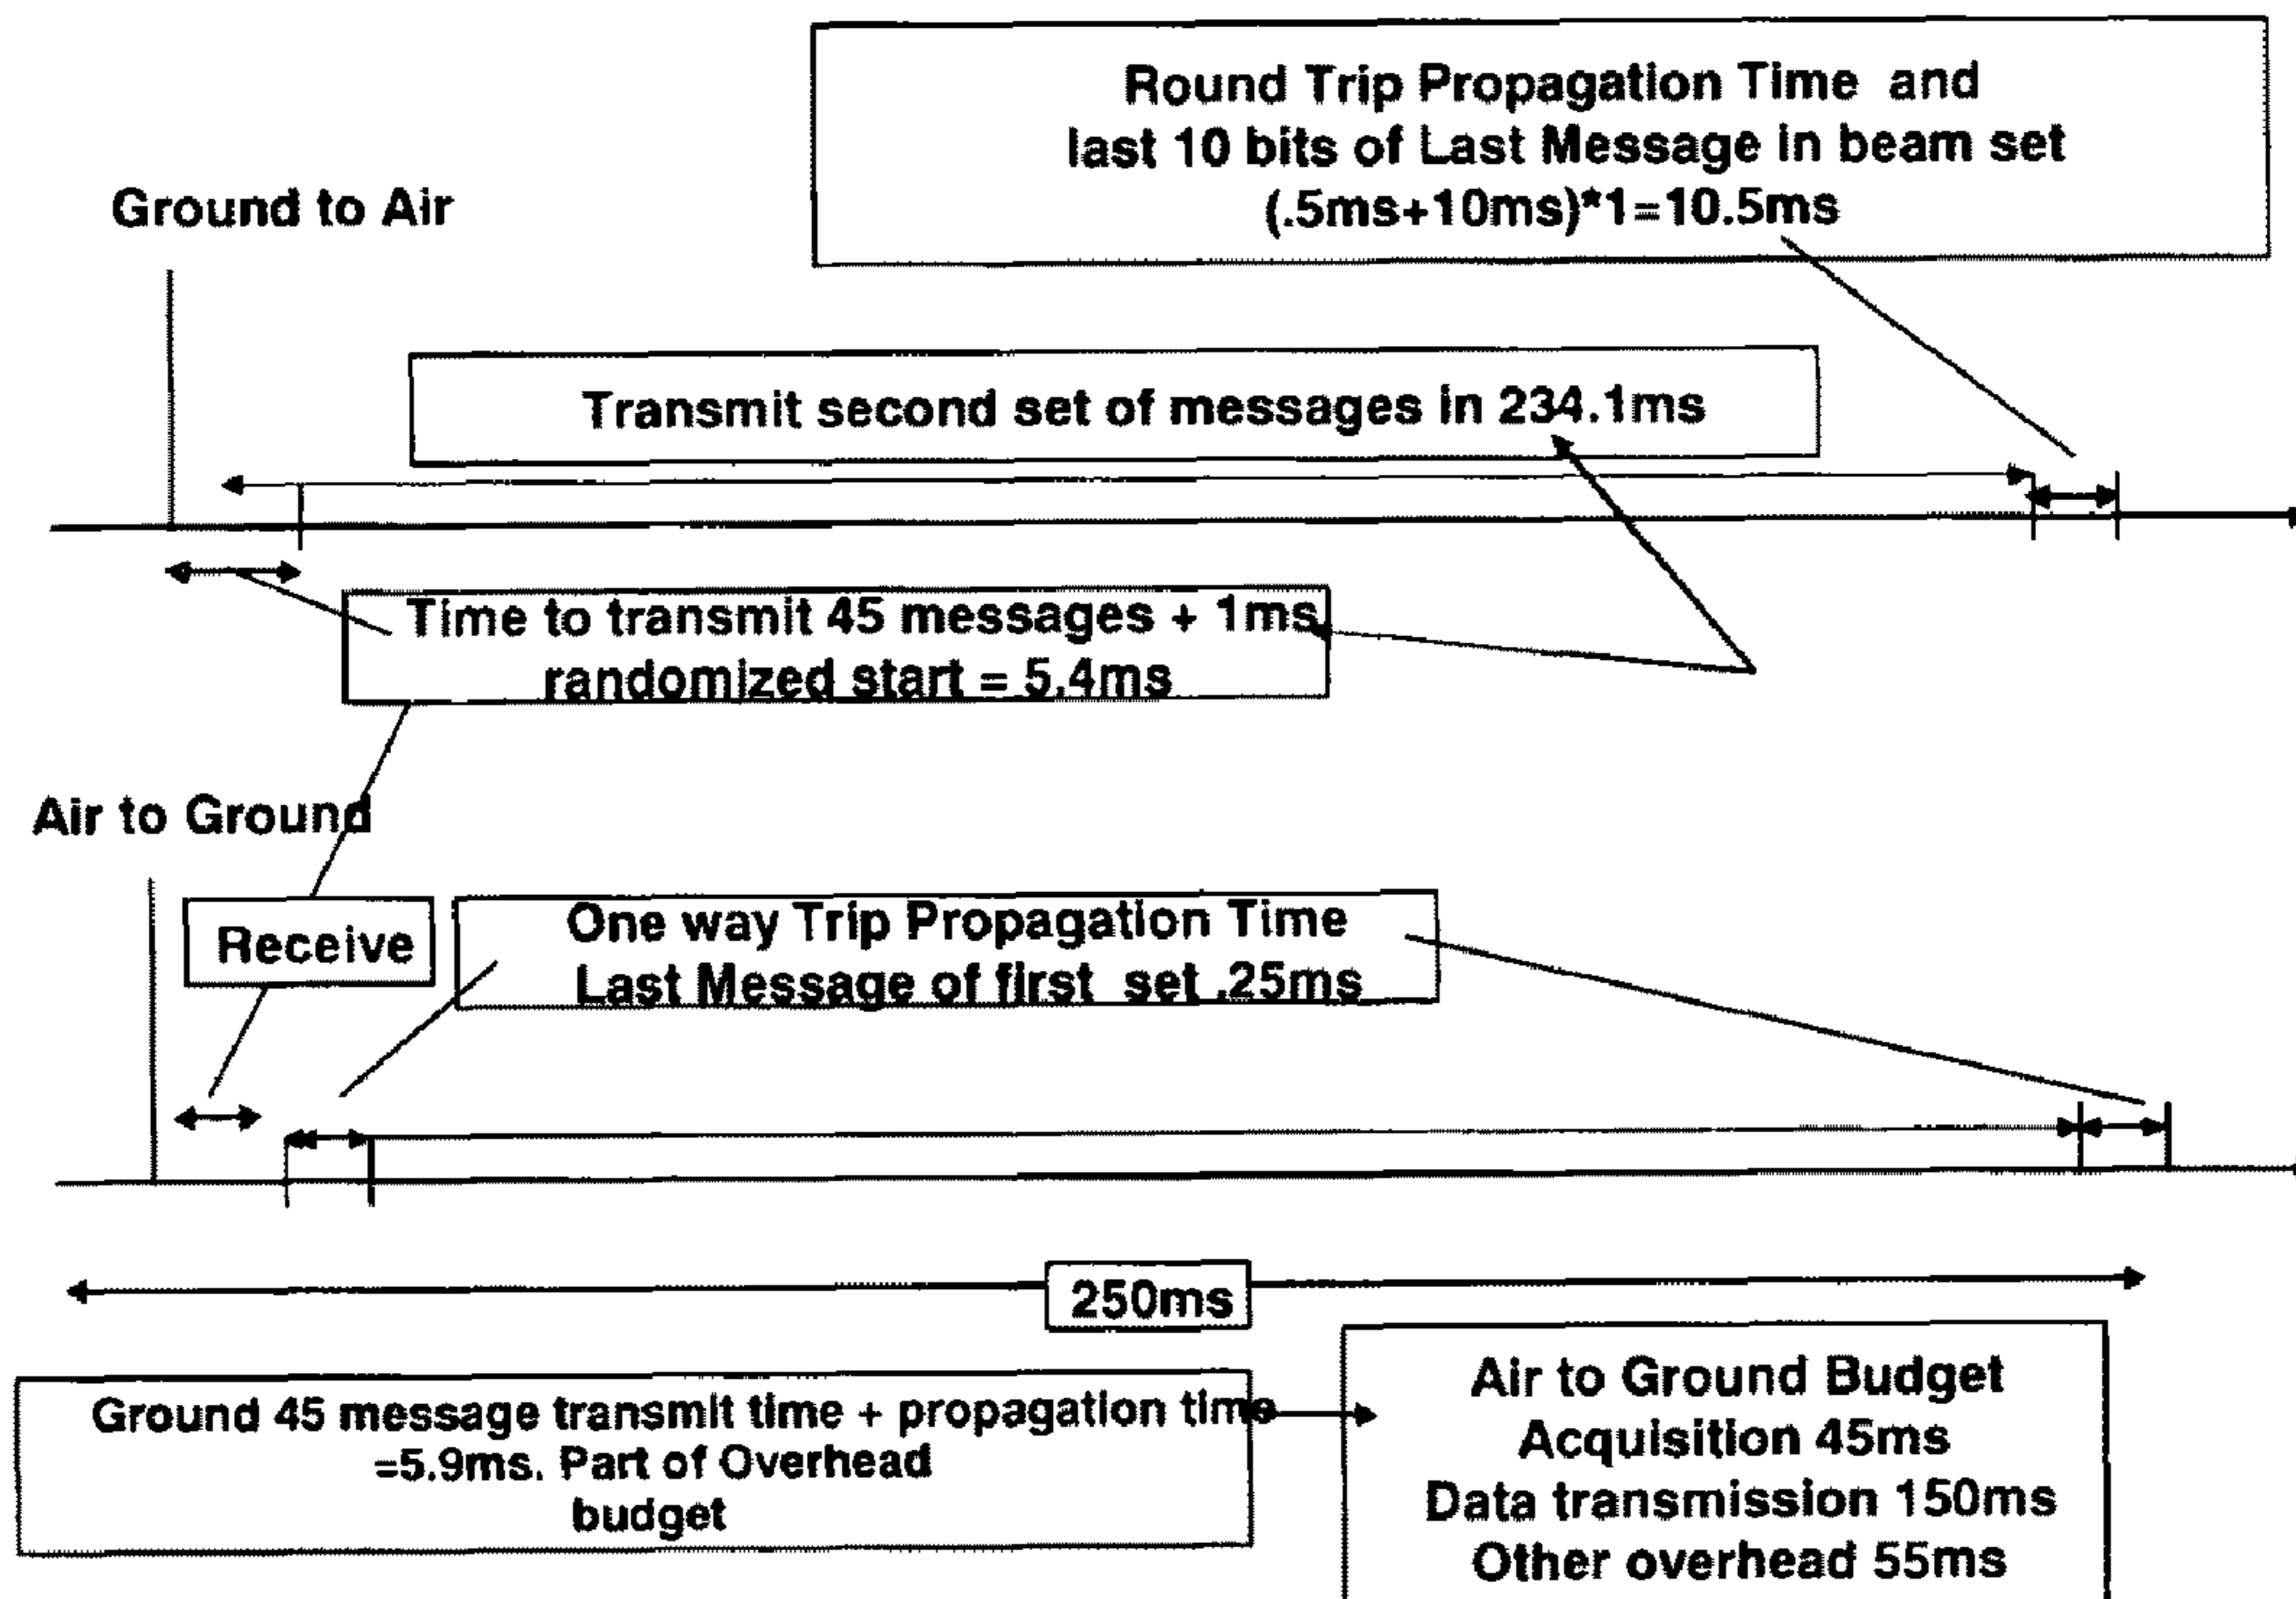 Round Trip Propagation Time and
last 10 bits of Last Message in beam set
(.5ms+10ms)*1=10.5ms
Ground to Air
Transmit second set of messages in 234.1ms
Time to transmit 45 messages + 1ms
randomized start = 5.4ms
Air to Ground
Receive
One way Trip Propagation Time
Last Message of first set .25ms
250ms
Ground 45 message transmit time + propagation time
=5.9ms. Part of Overhead
budget
Air to Ground Budget
Acquisition 45ms
Data transmission 150ms
Other overhead 55ms